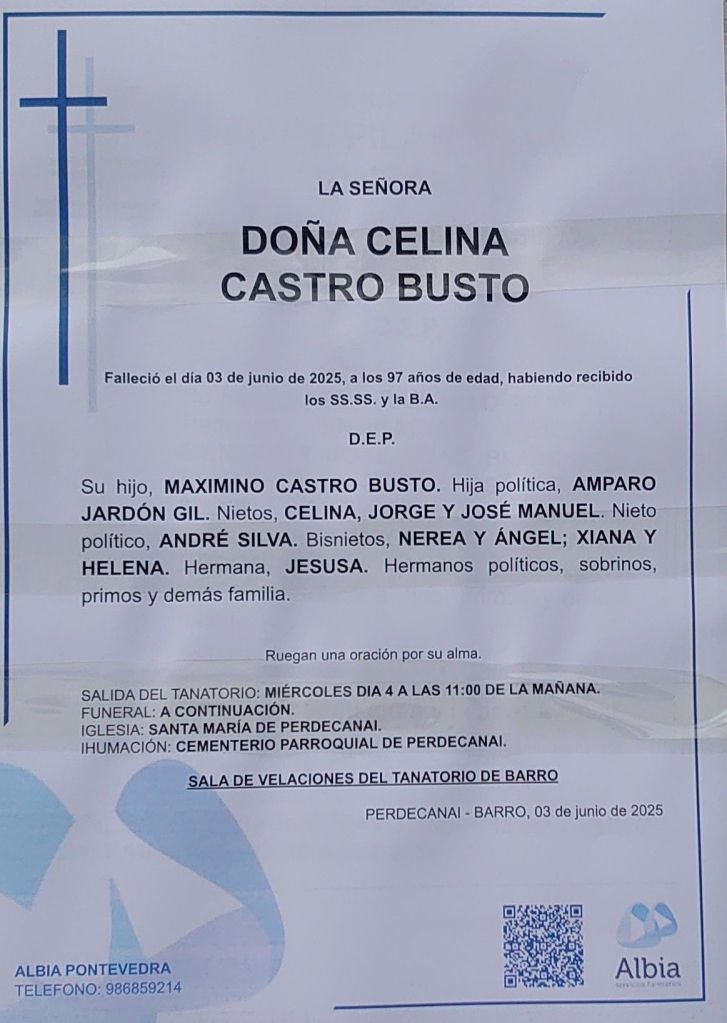 LA SEÑORA
DOÑA CELINA
CASTRO BUSTO
Falleció el día 03 de junio de 2025, a los 97 años de edad, habiendo recibido
los SS.SS. y la B.A.
D.E.P.
Su hijo, MAXIMINO CASTRO BUSTO. Hija política, AMPARO
JARDÓN GIL. Nietos, CELINA, JORGE Y JOSÉ MANUEL. Nieto
político, ANDRÉ SILVA. Bisnietos, NEREA Y ÁNGEL; XIANA Y
HELENA. Hermana, JESUSA. Hermanos políticos, sobrinos,
primos y demás familia.
Ruegan una oración por su alma.
SALIDA DEL TANATORIO: MIÉRCOLES DIA 4 A LAS 11:00 DE LA MAÑANA.
FUNERAL: A CONTINUACIÓN.
IGLESIA: SANTA MARÍA DE PERDECANAI.
IHUMACIÓN: CEMENTERIO PARROQUIAL DE PERDECANAI.
SALA DE VELACIONES DEL TANATORIO DE BARRO
PERDECANAI - BARRO, 03 de junio de 2025
ALBIA PONTEVEDRA
TELEFONO: 986859214
Albia
servicios funerarios